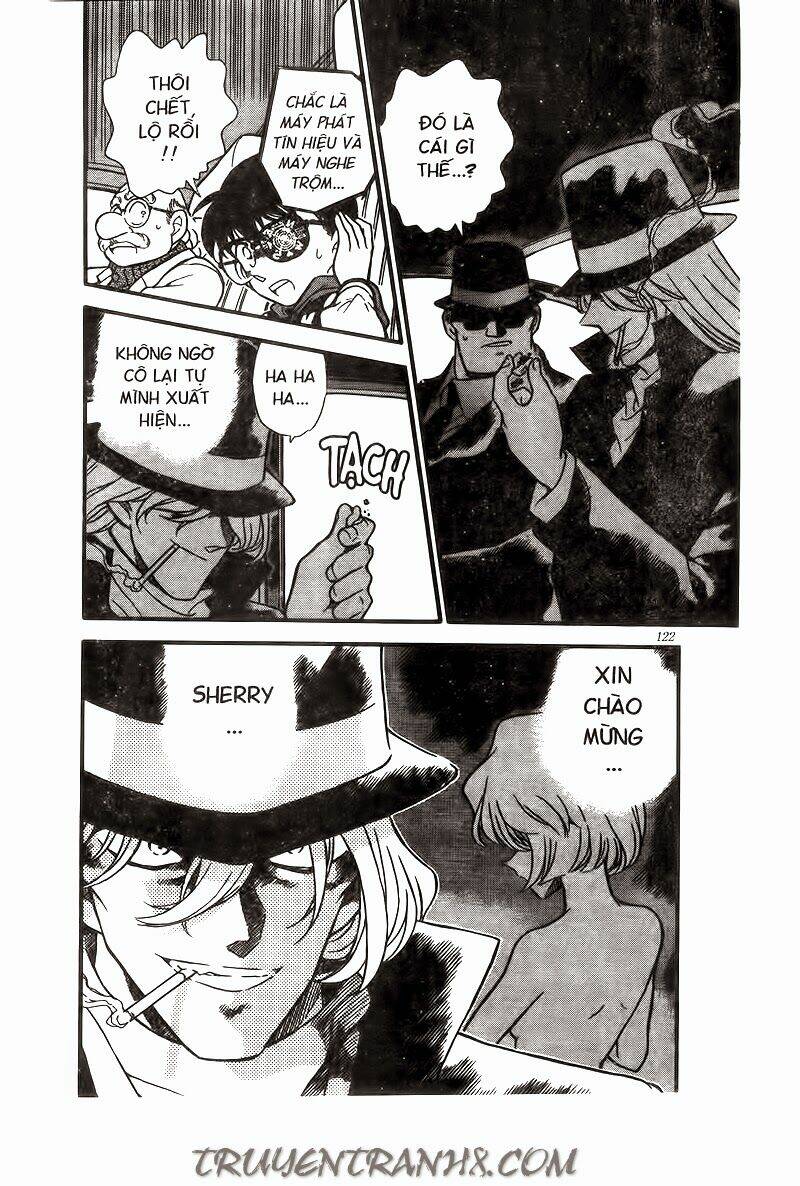 ĐÓ LÀ
CÁI GÌ
THẾ...?
CHẮC LÀ
MÁY PHÁT
TÍN HIỆU VÀ
MÁY NGHE
TRỘM...
THÔI
CHẾT,
LỘ RỒI
!!
TẠCH
HA HA
HA...
KHÔNG NGỜ
CÔ LẠI TỰ
MÌNH XUẤT
HIỆN...
122
XIN
CHÀO
MỪNG
...
SHERRY
...
TRUYENTRANH8.COM